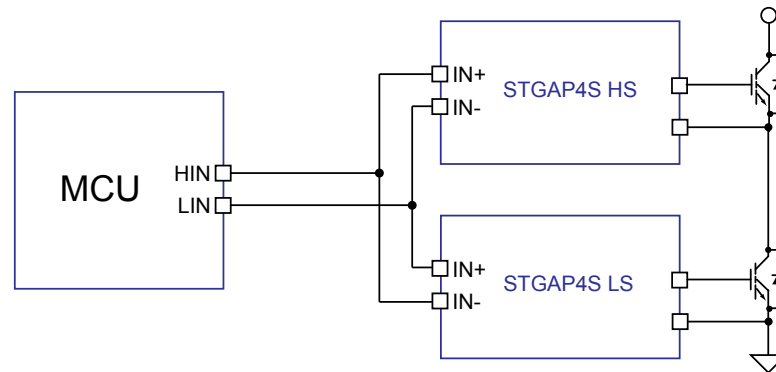 MCU
HIN
LIN
IN+
IN-
STGAP4S HS
IN+
IN-
STGAP4S LS